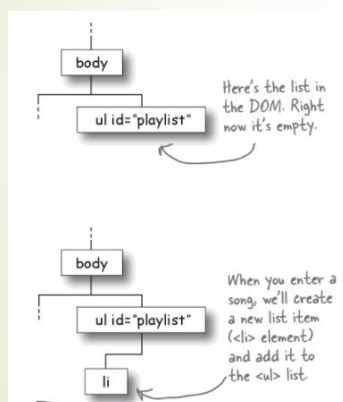 body
ul id="playlist"
Here's the list in
the DOM. Right
now it's empty.
body
ul id="playlist"
li
When you enter a
song, we'll create
a new list item
(<li> element)
and add it to
the <ul> list.